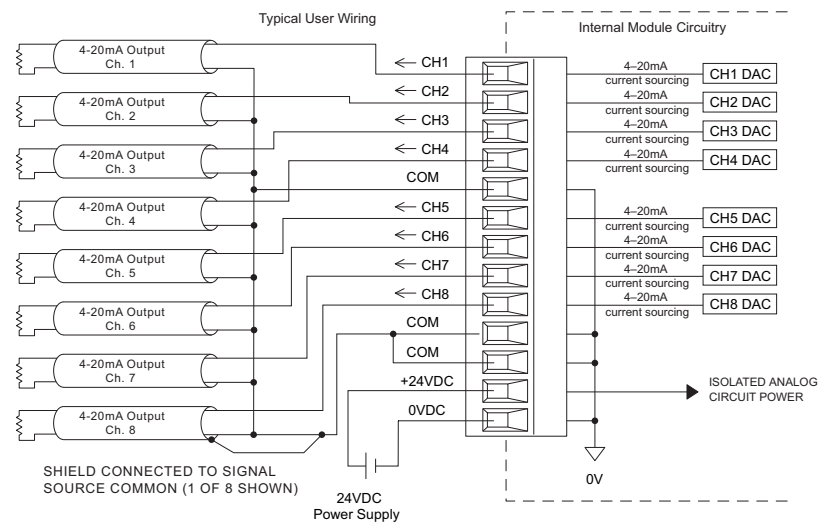 Typical User Wiring
Internal Module Circuitry
4-20mA Output
Ch. 1
4-20mA Output
Ch. 2
4-20mA Output
Ch. 3
4-20mA Output
Ch. 4
4-20mA Output
Ch. 5
4-20mA Output
Ch. 6
4-20mA Output
Ch. 7
4-20mA Output
Ch. 8
SHIELD CONNECTED TO SIGNAL
SOURCE COMMON (1 OF 8 SHOWN)
← CH1
← CH2
← CH3
← CH4
COM
← CH5
← CH6
← CH7
← CH8
COM
COM
+24VDC
0VDC
24VDC
Power Supply
4–20mA
current sourcing
CH1 DAC
4–20mA
current sourcing
CH2 DAC
4–20mA
current sourcing
CH3 DAC
4–20mA
current sourcing
CH4 DAC
4–20mA
current sourcing
CH5 DAC
4–20mA
current sourcing
CH6 DAC
4–20mA
current sourcing
CH7 DAC
4–20mA
current sourcing
CH8 DAC
ISOLATED ANALOG
CIRCUIT POWER
0V